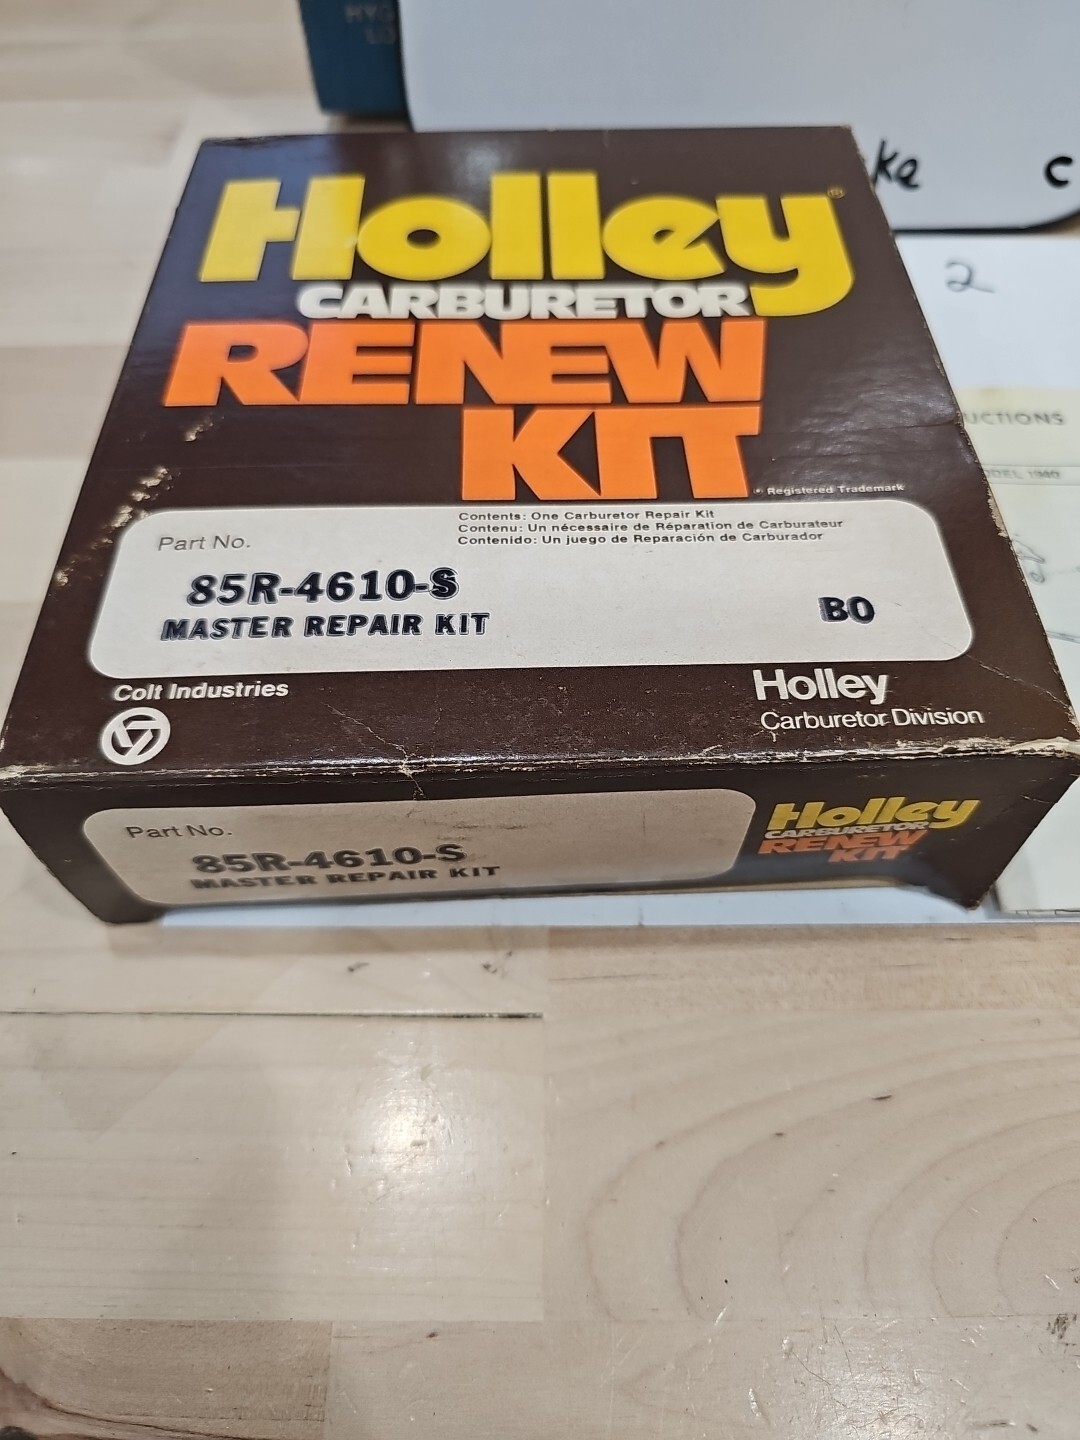 Holley®
CARBURETOR
RENEW
KIT
Registered Trademark
Contents: One Carburetor Repair Kit
Contenu: Un nécessaire de Réparation de Carburateur
Contenido: Un juego de Reparación de Carburador
Part No.
85R-4610-S
MASTER REPAIR KIT
BO
Colt Industries
Holley
Carburetor Division
Part No.
85R-4610-S
MASTER REPAIR KIT
Holley
CARBURETOR
RENEW
KIT
ke C
2
UCTIONS
DEL 1940